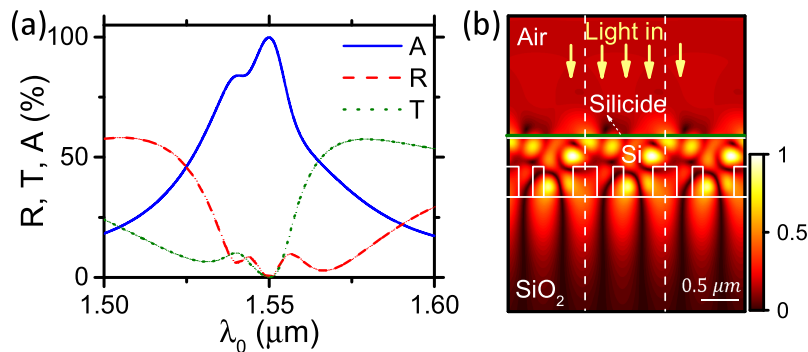 (a)
100
50
0
R, T, A (%)
A
R
T
1.50
1.55
1.60
λ₀ (μm)
(b)
Air
Light in
Silicide
Si
SiO₂
0.5 μm
1
0.5
0